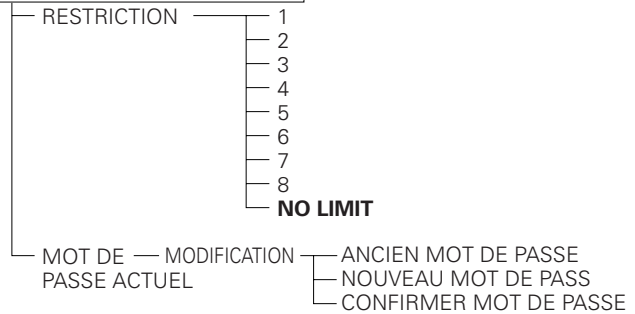 RESTRICTION 1
2
3
4
5
6
7
8
NO LIMIT
MOT DE PASSE ACTUEL MODIFICATION ANCIEN MOT DE PASSE
NOUVEAU MOT DE PASS
CONFIRMER MOT DE PASSE